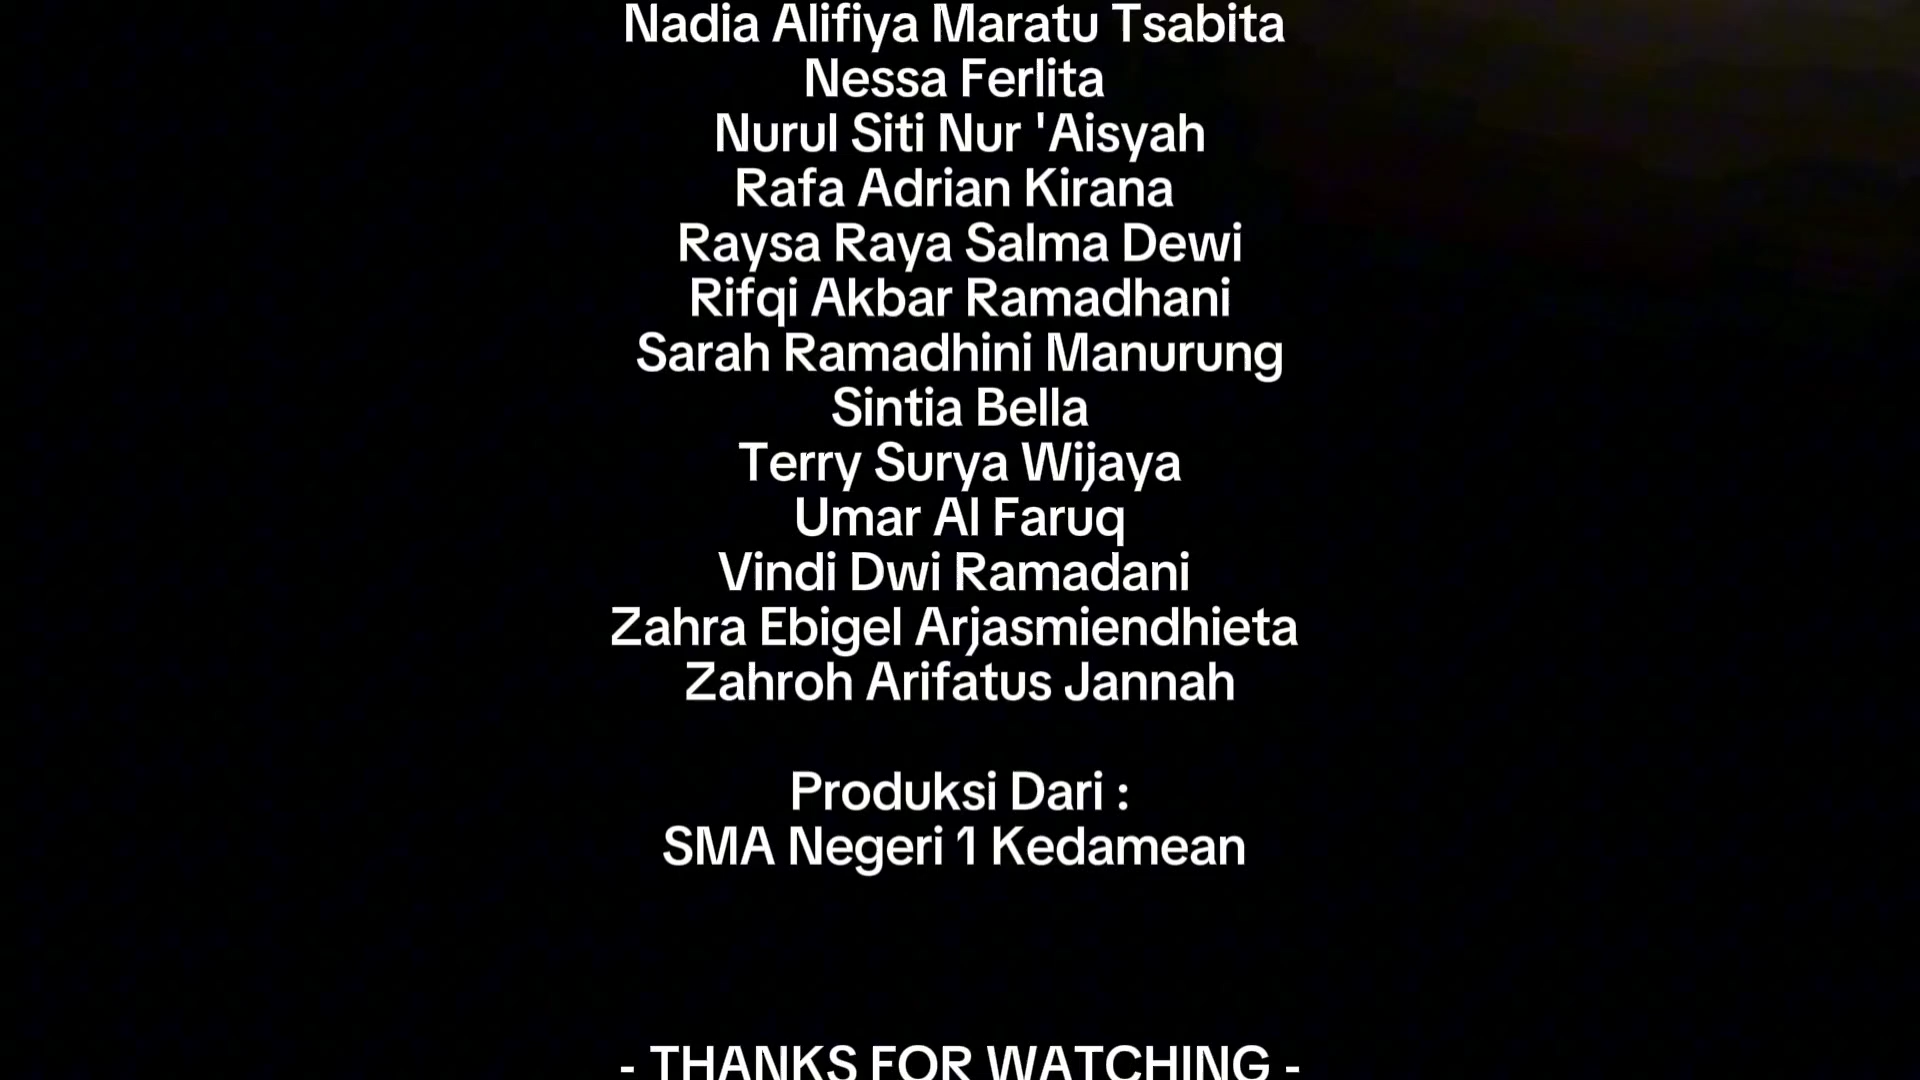 Nadia Alifiya Maratu Tsabita
Nessa Ferlita
Nurul Siti Nur 'Aisyah
Rafa Adrian Kirana
Raysa Raya Salma Dewi
Rifqi Akbar Ramadhani
Sarah Ramadhini Manurung
Sintia Bella
Terry Surya Wijaya
Umar Al Faruq
Vindi Dwi Ramadani
Zahra Ebigel Arjasmiendhieta
Zahroh Arifatus Jannah
Produksi Dari :
SMA Negeri 1 Kedamean
- THANKS FOR WATCHING -